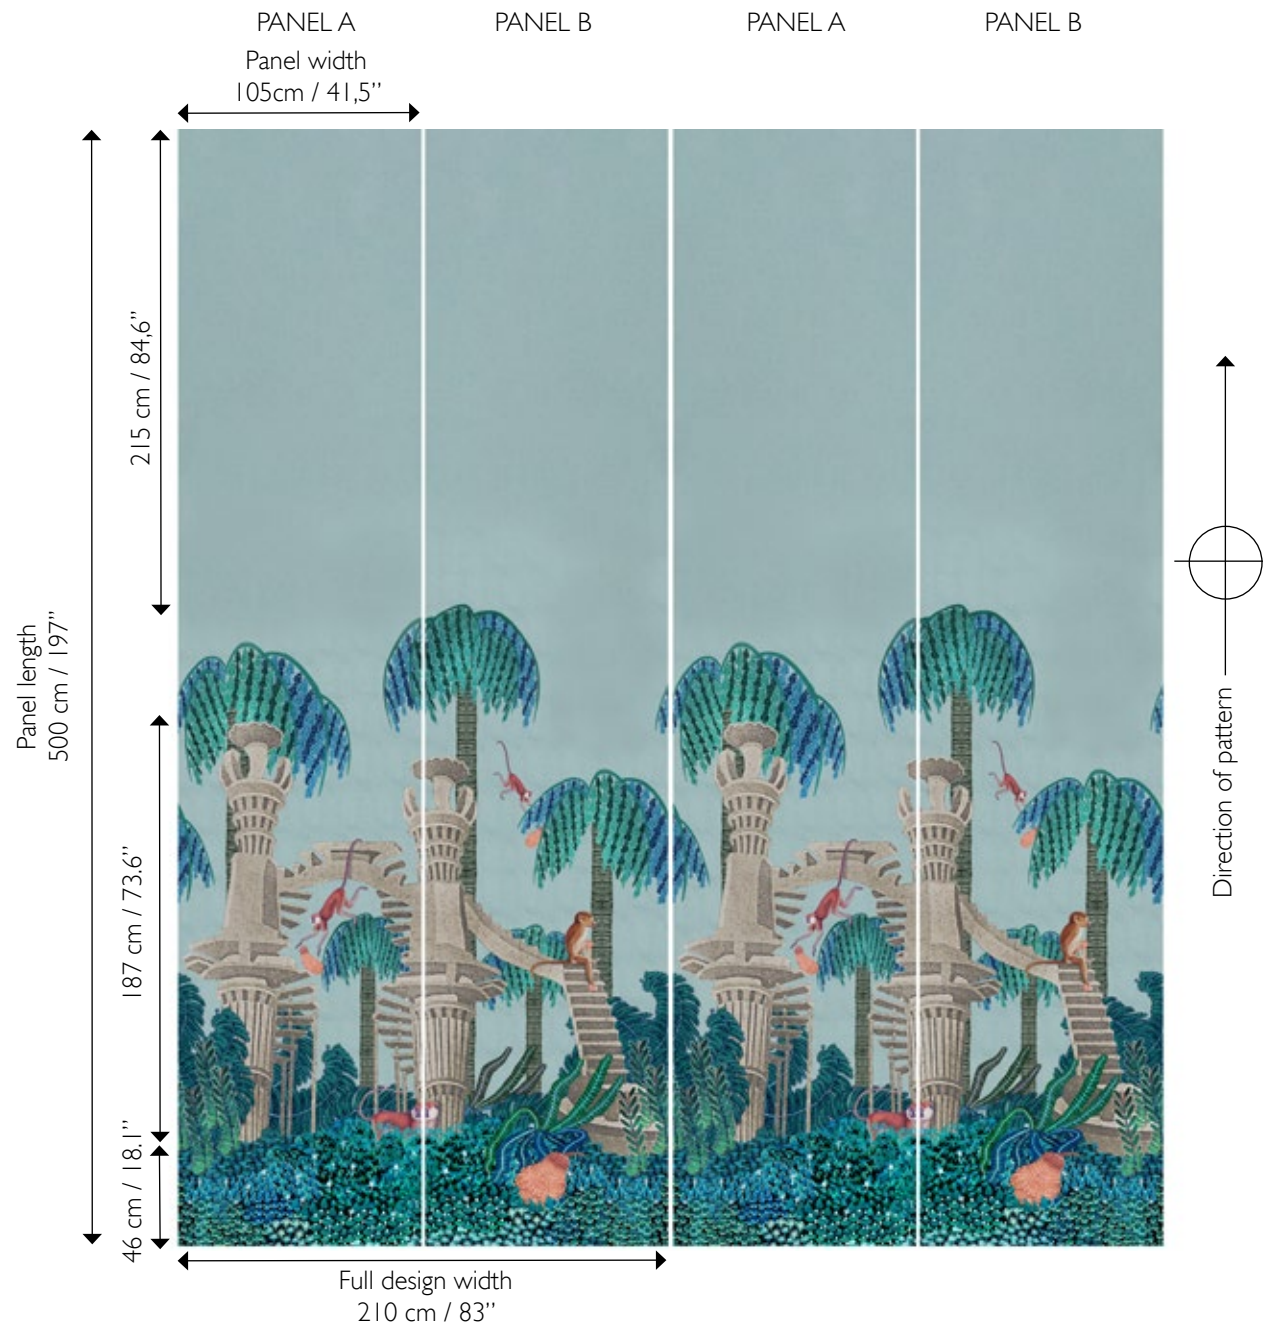 PANEL A PANEL B PANEL A PANEL B
Panel width
105cm / 41,5”
215 cm / 84,6”
Panel length
500 cm / 197”
187 cm / 73.6”
46 cm / 18.1”
Direction of pattern
Full design width
210 cm / 83”